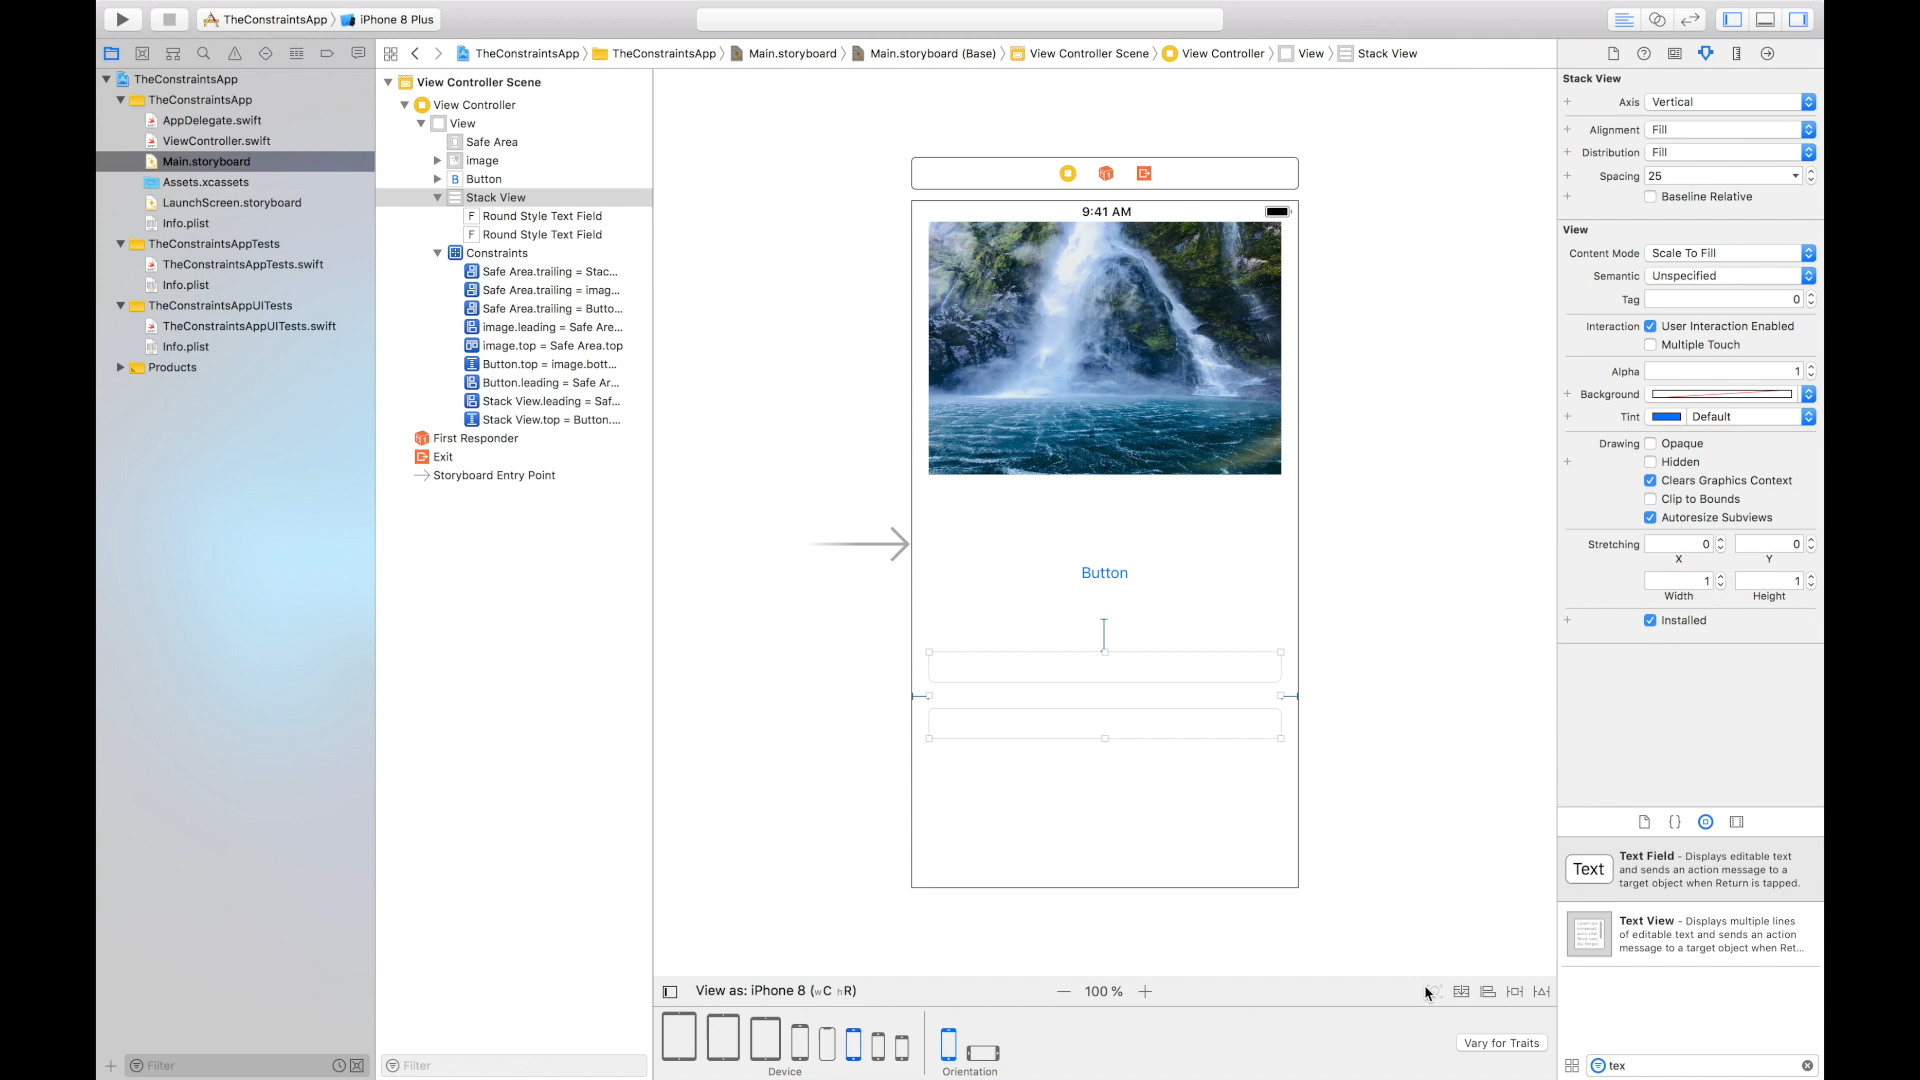 TheConstraintsApp
iPhone 8 Plus
TheConstraintsApp
TheConstraintsApp
Main.storyboard
Main.storyboard (Base)
View Controller Scene
View Controller
View
Stack View
TheConstraintsApp
TheConstraintsApp
AppDelegate.swift
ViewController.swift
Main.storyboard
Assets.xcassets
LaunchScreen.storyboard
Info.plist
TheConstraintsAppTests
TheConstraintsAppTests.swift
Info.plist
TheConstraintsAppUITests
TheConstraintsAppUITests.swift
Info.plist
Products
Filter
View Controller Scene
View Controller
View
Safe Area
image
B Button
Stack View
F Round Style Text Field
F Round Style Text Field
Constraints
Safe Area.trailing = Stac...
Safe Area.trailing = imag...
Safe Area.trailing = Butto...
image.leading = Safe Are...
image.top = Safe Area.top
Button.top = image.bott...
Button.leading = Safe Ar...
Stack View.leading = Saf...
Stack View.top = Button....
First Responder
Exit
Storyboard Entry Point
Filter
9:41 AM
Button
View as: iPhone 8 (wC hR)
100 %
Device
Orientation
Vary for Traits
Stack View
Axis Vertical
Alignment Fill
Distribution Fill
Spacing 25
Baseline Relative
View
Content Mode Scale To Fill
Semantic Unspecified
Tag 0
Interaction User Interaction Enabled
Multiple Touch
Alpha 1
Background
Tint Default
Drawing Opaque
Hidden
Clears Graphics Context
Clip to Bounds
Autoresize Subviews
Stretching 0 0
X Y
1 1
Width Height
Installed
Text
Text Field - Displays editable text
and sends an action message to a
target object when Return is tapped.
Text View - Displays multiple lines
of editable text and sends an action
message to a target object when Ret...
tex